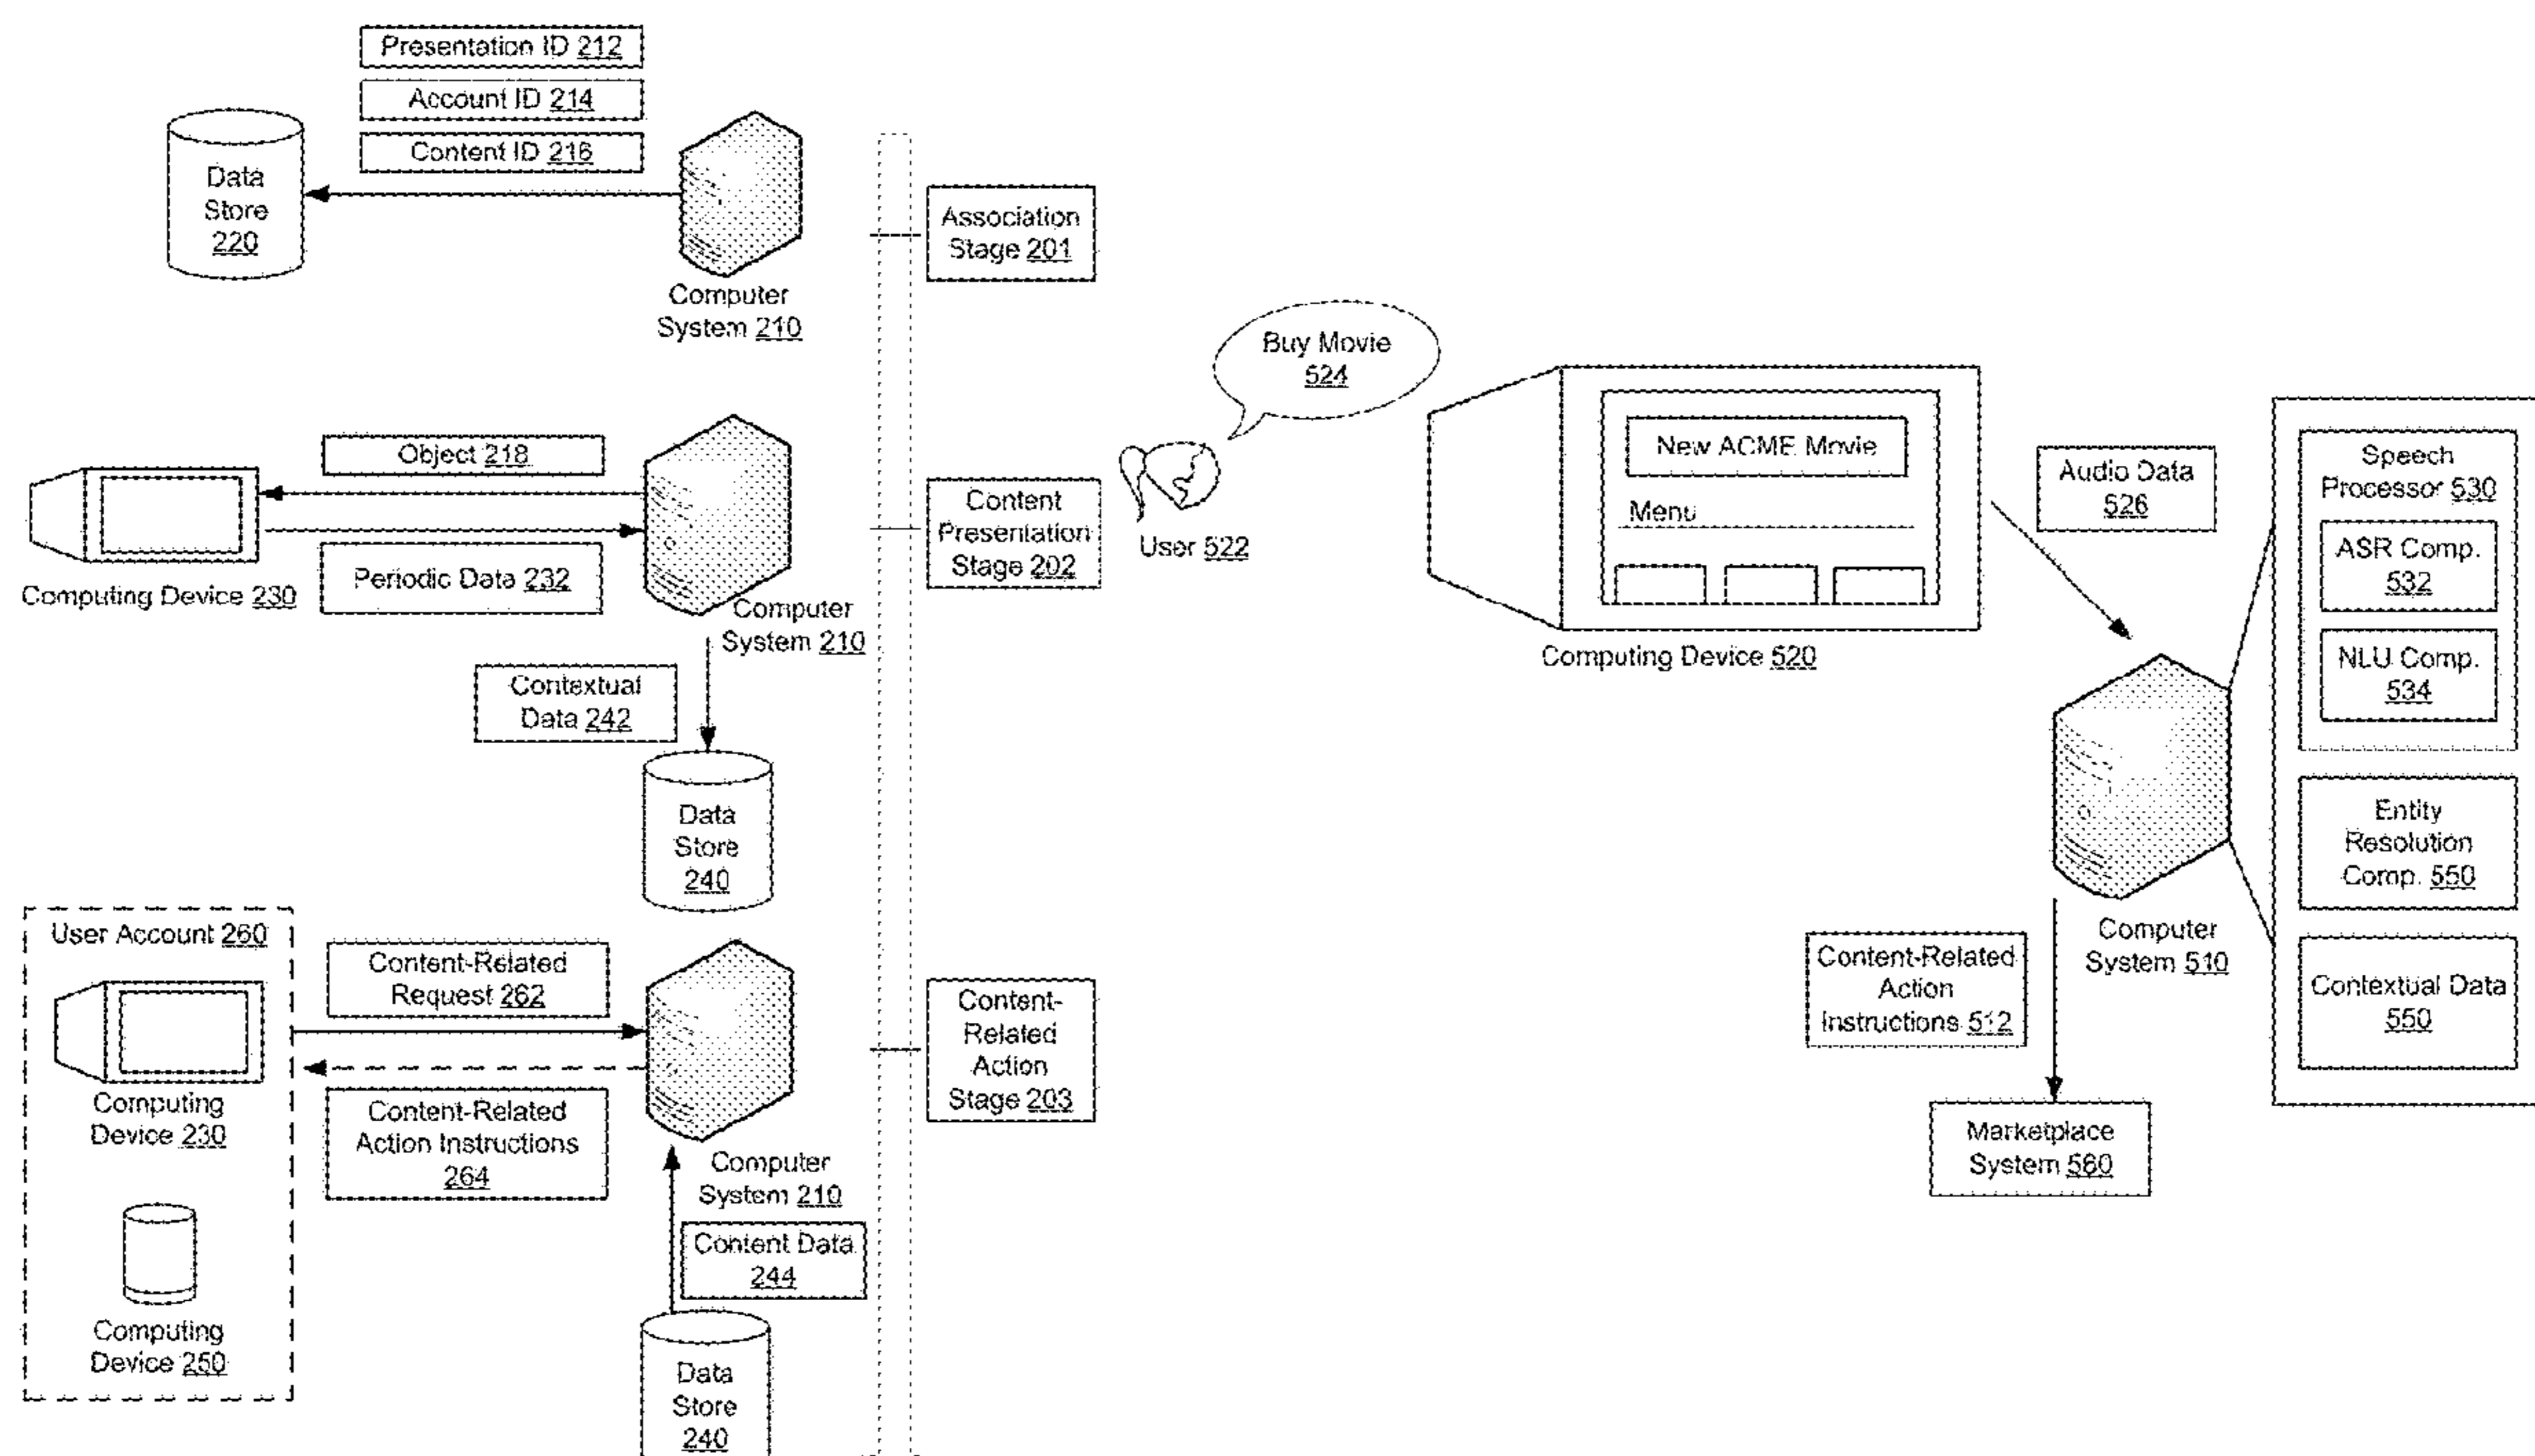 Presentation ID 212
Account ID 214
Content ID 216
Data
Store
220
Computer
System 210
Association
Stage 201
Object 218
Periodic Data 232
Computing Device 230
Computer
System 210
Contextual
Data 242
Data
Store
240
Content
Presentation
Stage 202
User Account 260
Computing
Device 230
Computing
Device 250
Content-Related
Request 262
Content-Related
Action Instructions
264
Computer
System 210
Content Data
244
Data
Store
240
Content-
Related
Action
Stage 203
Buy Movie
524
User 522
New ACME Movie
Menu
Computing Device 520
Audio Data
526
Computer
System 510
Content-Related
Action
Instructions 512
Marketplace
System 560
Speech
Processor 530
ASR Comp.
532
NLU Comp.
534
Entity
Resolution
Comp. 550
Contextual Data
550